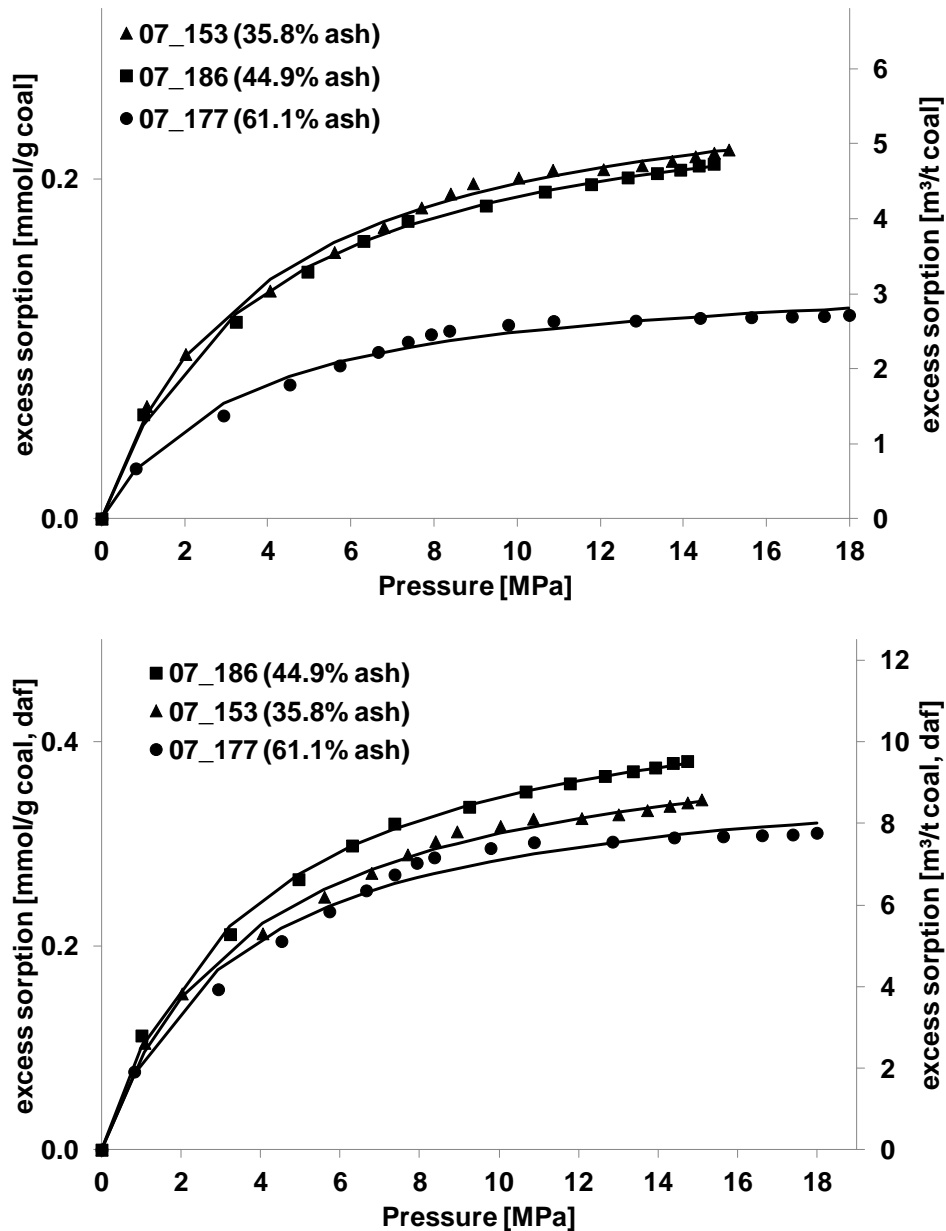 07_153 (35.8% ash)
07_186 (44.9% ash)
07_177 (61.1% ash)
excess sorption [mmol/g coal]
0.2
0.0
6
5
4
3
2
1
0
excess sorption [m³/t coal]
0 2 4 6 8 10 12 14 16 18
Pressure [MPa]
07_186 (44.9% ash)
07_153 (35.8% ash)
07_177 (61.1% ash)
excess sorption [mmol/g coal, daf]
0.4
0.2
0.0
12
10
8
6
4
2
0
excess sorption [m³/t coal, daf]
0 2 4 6 8 10 12 14 16 18
Pressure [MPa]